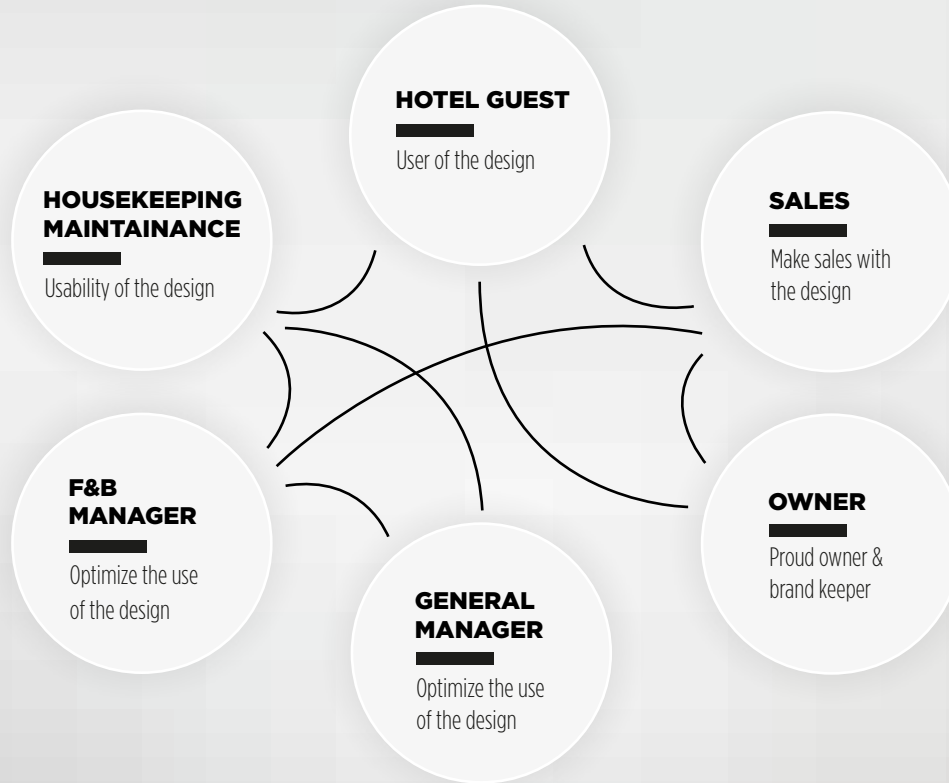 HOTEL GUEST
User of the design
HOUSEKEEPING
MAINTAINANCE
Usability of the design
SALES
Make sales with
the design
F&B
MANAGER
Optimize the use
of the design
GENERAL
MANAGER
Optimize the use
of the design
OWNER
Proud owner &
brand keeper